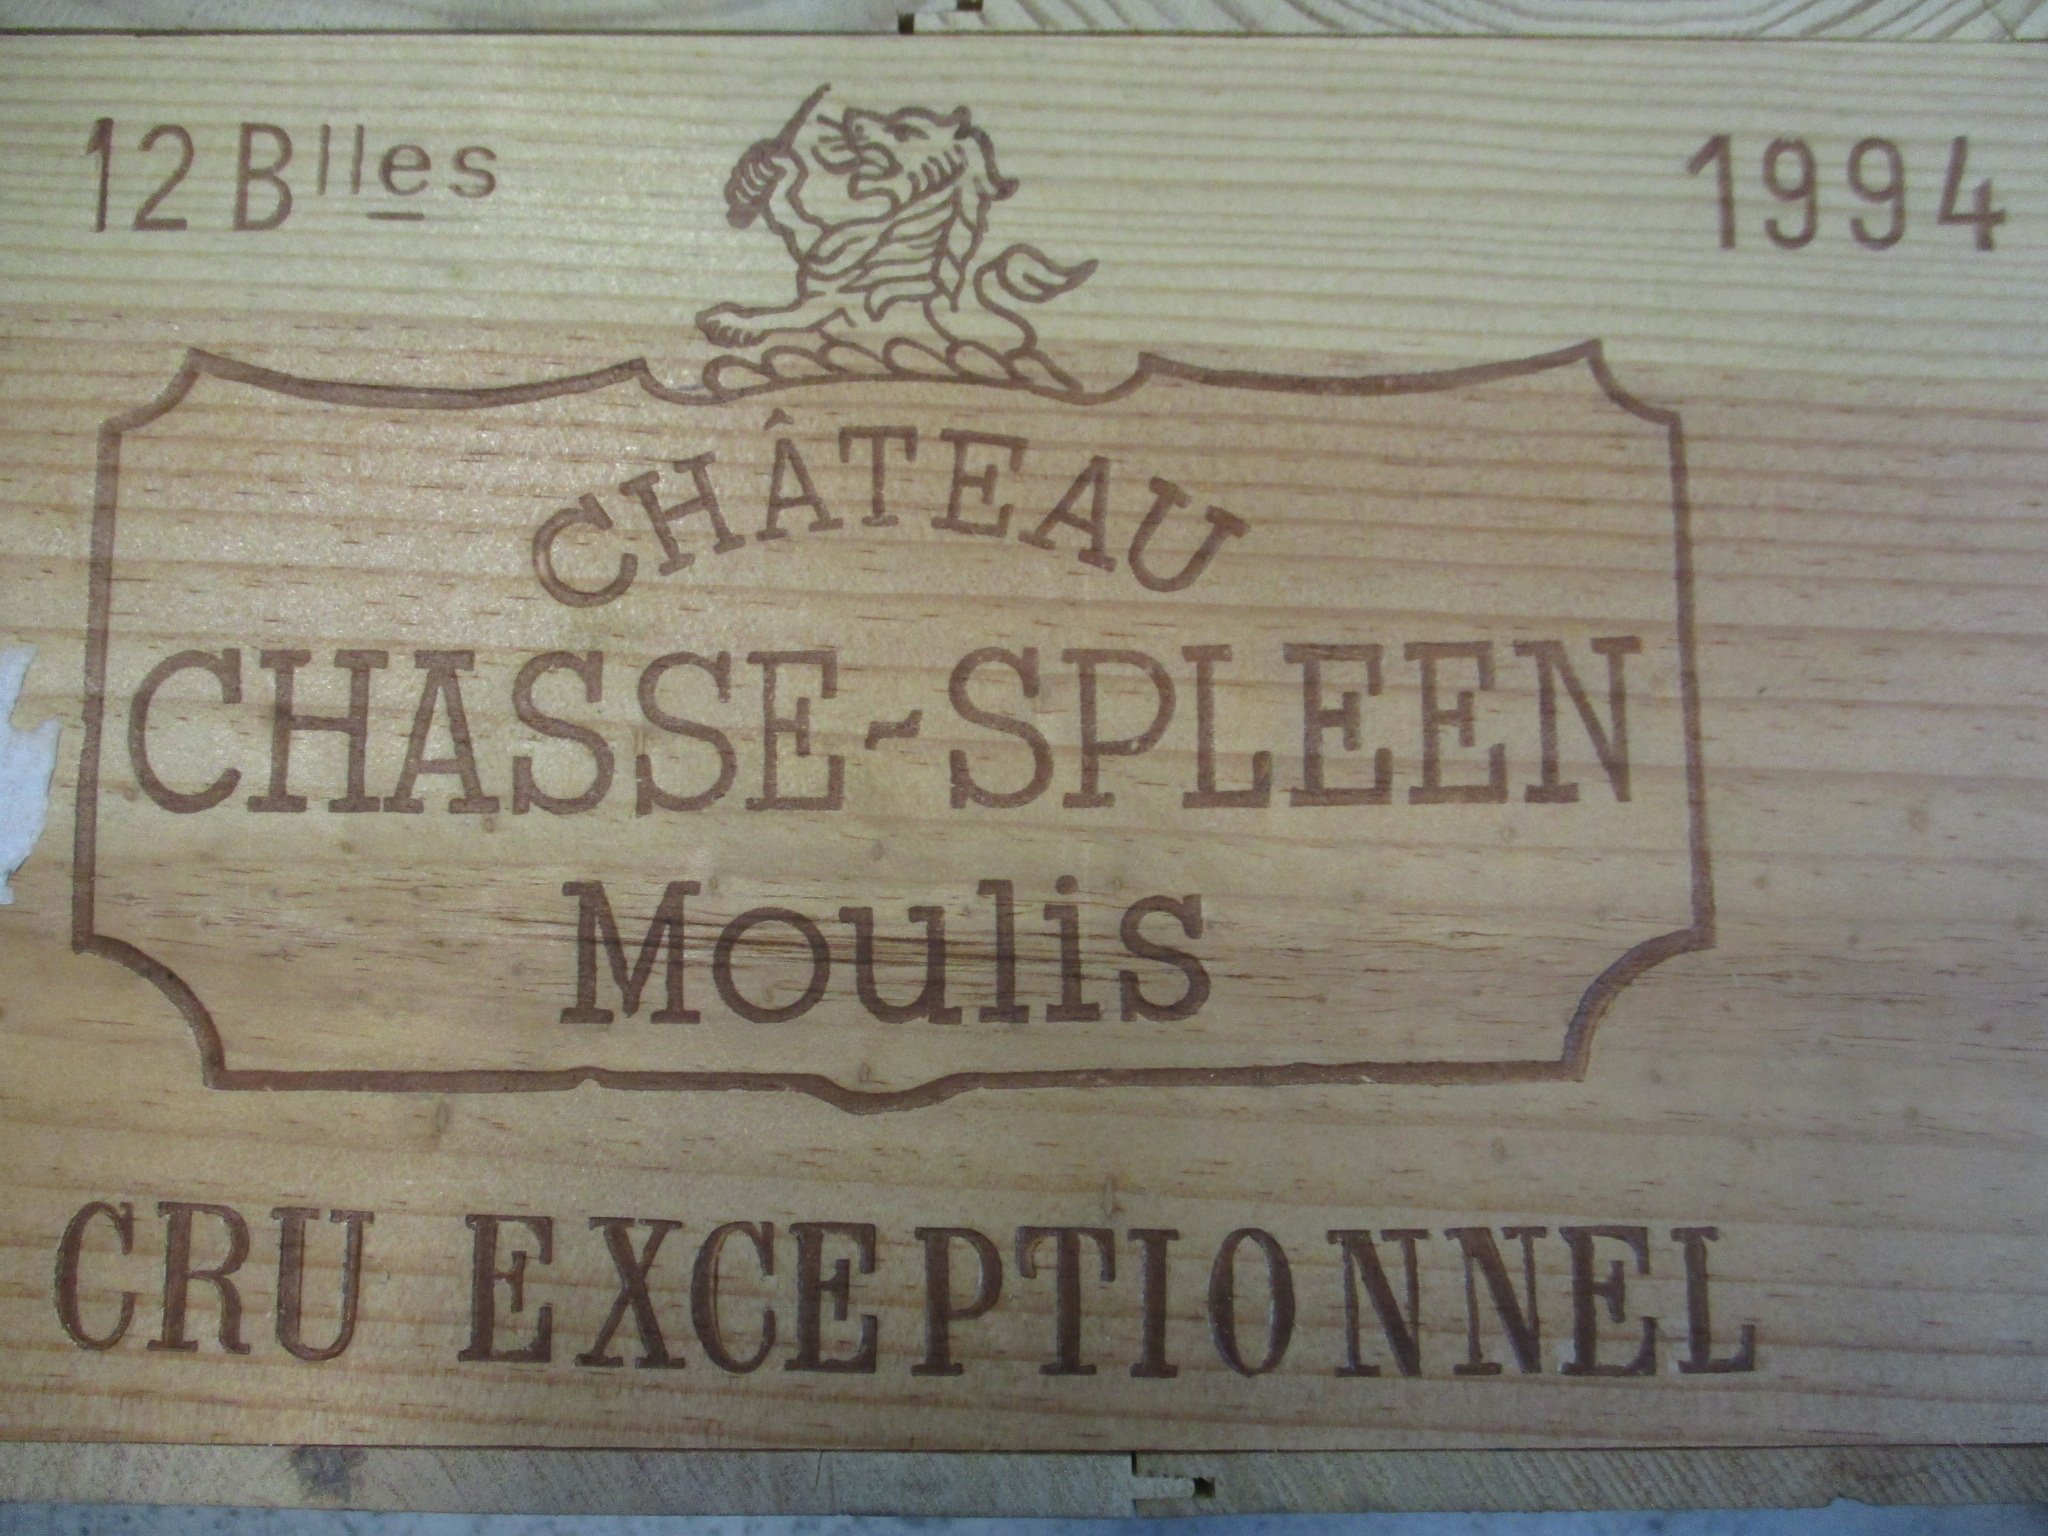 12 Blles
1994
CHÂTEAU
CHASSE-SPLEEN
Moulis
CRU EXCEPTIONNEL